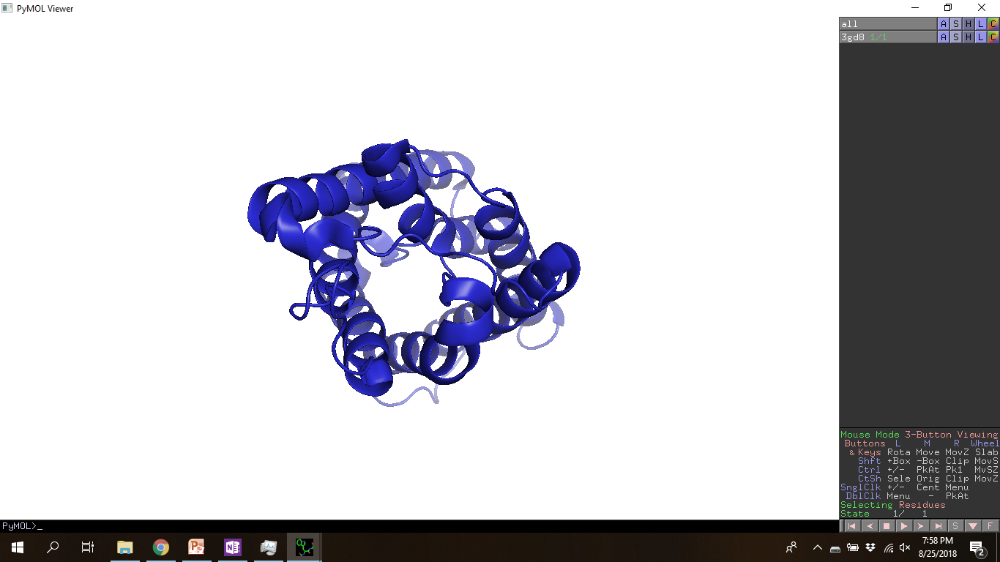 PyMOL Viewer
all A S H L C
3gd8 1/1 A S H L C
Mouse Mode 3-Button Viewing
Buttons L M R Wheel
& Keys Rota Move MovZ Slab
Shft +Box -Box Clip MovS
Ctrl +/- PkAt Pk1 MvSZ
CtSh Sele Orig Clip MovZ
SnglClk +/- Cent Menu
DblClk Menu - PkAt
Selecting Residues
State 1/ 1
PyMOL>_
S F
P
N
7:58 PM
8/25/2018
2